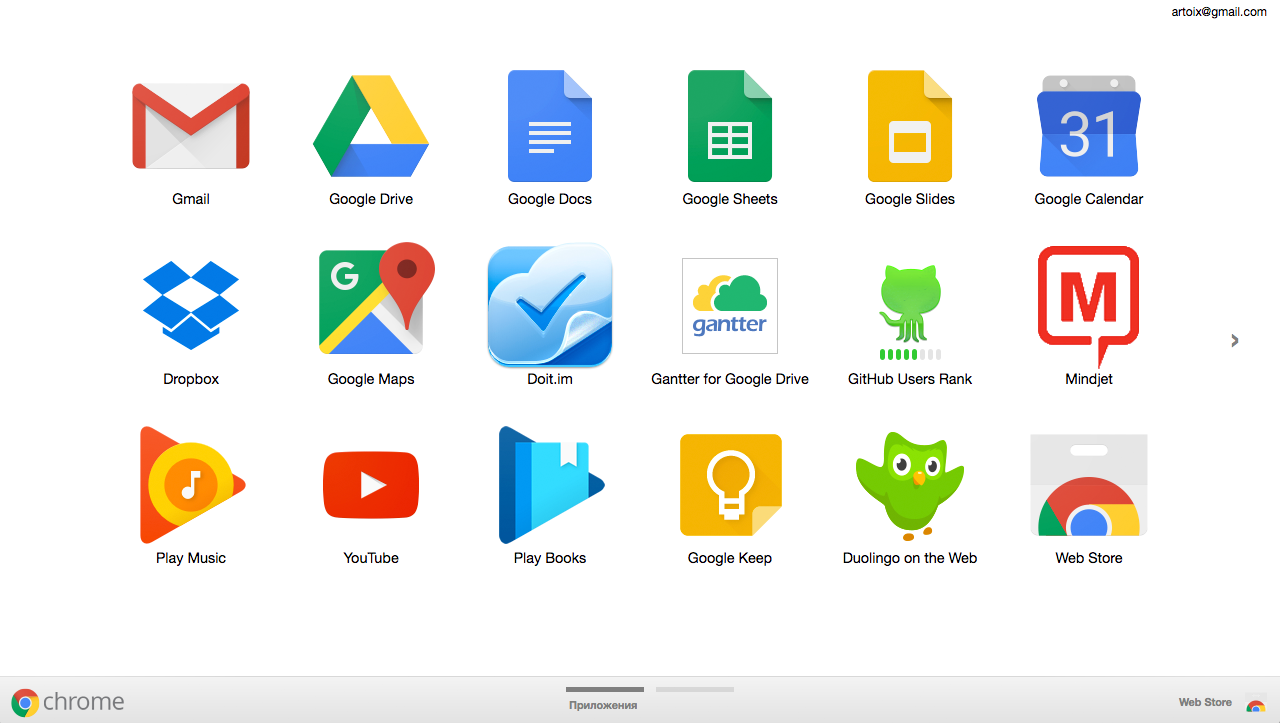 artoix@gmail.com
31
Gmail
Google Drive
Google Docs
Google Sheets
Google Slides
Google Calendar
G
gantter
M
Dropbox
Google Maps
Doit.im
Gantter for Google Drive
GitHub Users Rank
Mindjet
›
Play Music
YouTube
Play Books
Google Keep
Duolingo on the Web
Web Store
chrome
Приложения
Web Store